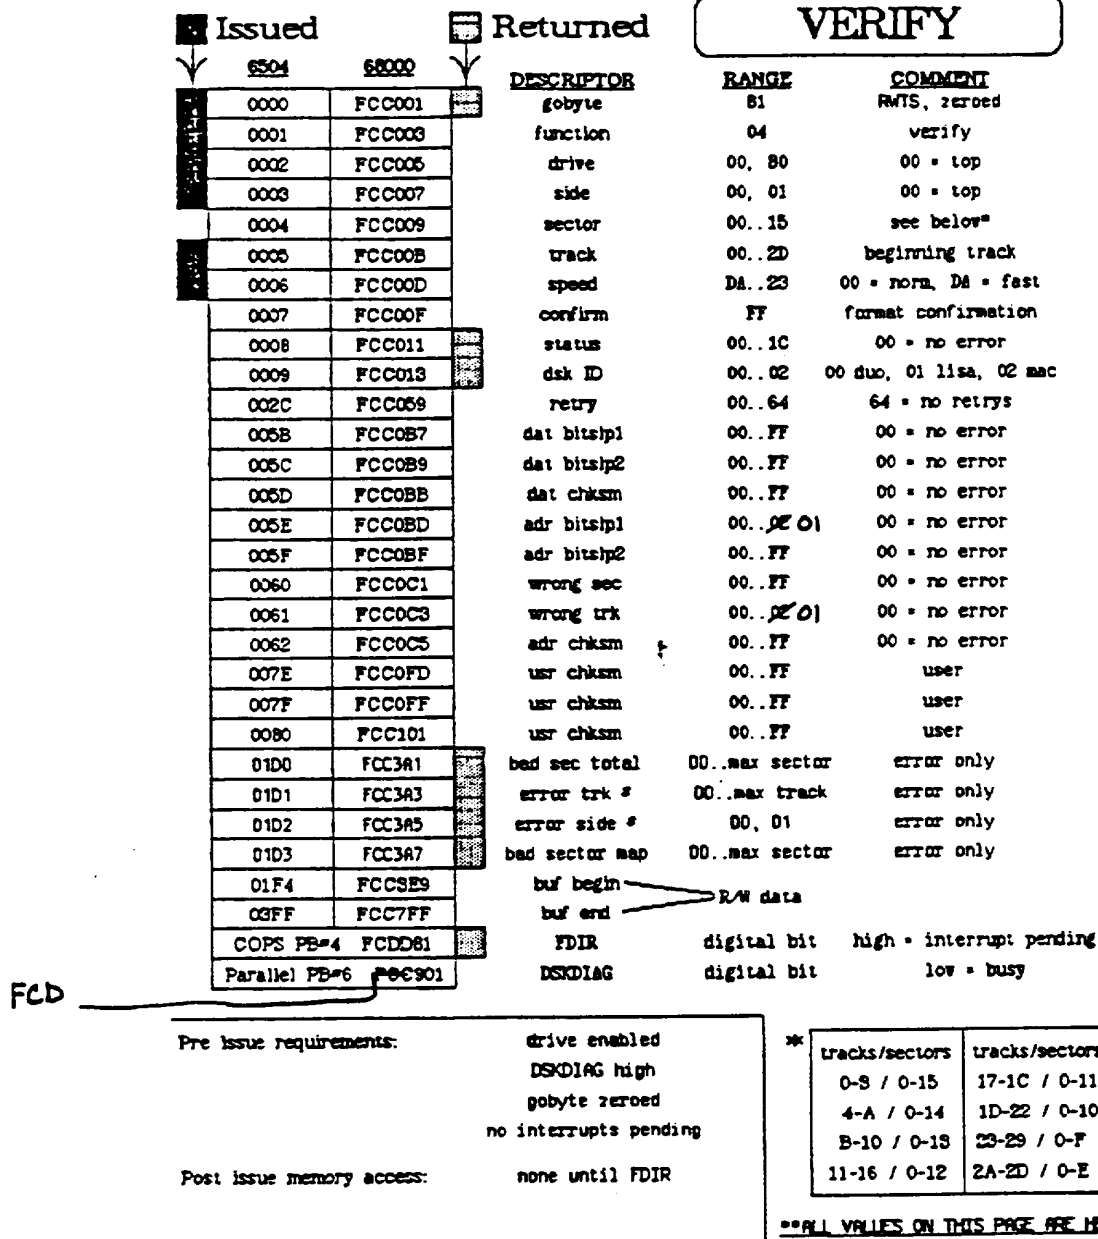 Issued Returned VERIFY
6504 68000 DESCRIPTOR RANGE COMMENT
0000 FCC001 gobyte 81 RWTS, zeroed
0001 FCC003 function 04 verify
0002 FCC005 drive 00, 80 00 = top
0003 FCC007 side 00, 01 00 = top
0004 FCC009 sector 00..15 see below*
0005 FCC00B track 00..2D beginning track
0006 FCC00D speed DA..23 00 = norm, DA = fast
0007 FCC00F confirm FF format confirmation
0008 FCC011 status 00..1C 00 = no error
0009 FCC013 dsk ID 00..02 00 duo, 01 lisa, 02 mac
002C FCC059 retry 00..64 64 = no retrys
005B FCC0B7 dat bitslp1 00..FF 00 = no error
005C FCC0B9 dat bitslp2 00..FF 00 = no error
005D FCC0BB dat chksm 00..FF 00 = no error
005E FCC0BD adr bitslp1 00.. 01 00 = no error
005F FCC0BF adr bitslp2 00..FF 00 = no error
0060 FCC0C1 wrong sec 00..FF 00 = no error
0061 FCC0C3 wrong trk 00.. 01 00 = no error
0062 FCC0C5 adr chksm 00..FF 00 = no error
007E FCC0FD usr chksm 00..FF user
007F FCC0FF usr chksm 00..FF user
0080 FCC101 usr chksm 00..FF user
01D0 FCC3A1 bad sec total 00..max sector error only
01D1 FCC3A3 error trk # 00..max track error only
01D2 FCC3A5 error side # 00, 01 error only
01D3 FCC3A7 bad sector map 00..max sector error only
01F4 FCC3E9 buf begin
R/W data
03FF FCC7FF buf end
COPS PB#4 FCDD81 FDIR digital bit high = interrupt pending
Parallel PB#6 901 DSKDIAG digital bit low = busy
FCD
Pre issue requirements: drive enabled
DSKDIAG high
gobyte zeroed
no interrupts pending
Post issue memory access: none until FDIR
* tracks/sectors tracks/sectors
0-3 / 0-15 17-1C / 0-11
4-A / 0-14 1D-22 / 0-10
B-10 / 0-13 23-29 / 0-F
11-16 / 0-12 2A-2D / 0-E
**ALL VALUES ON THIS PAGE ARE